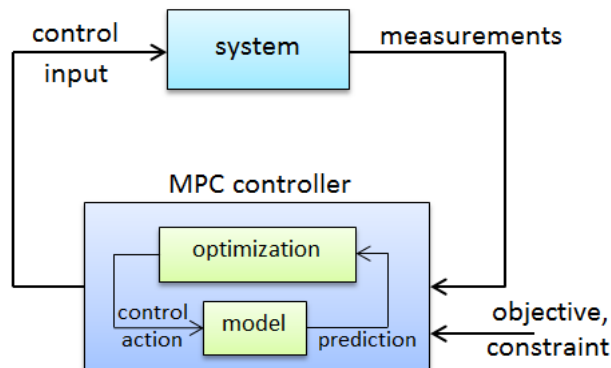 control
input
system
measurements
MPC controller
optimization
control
action
model
prediction
objective,
constraint